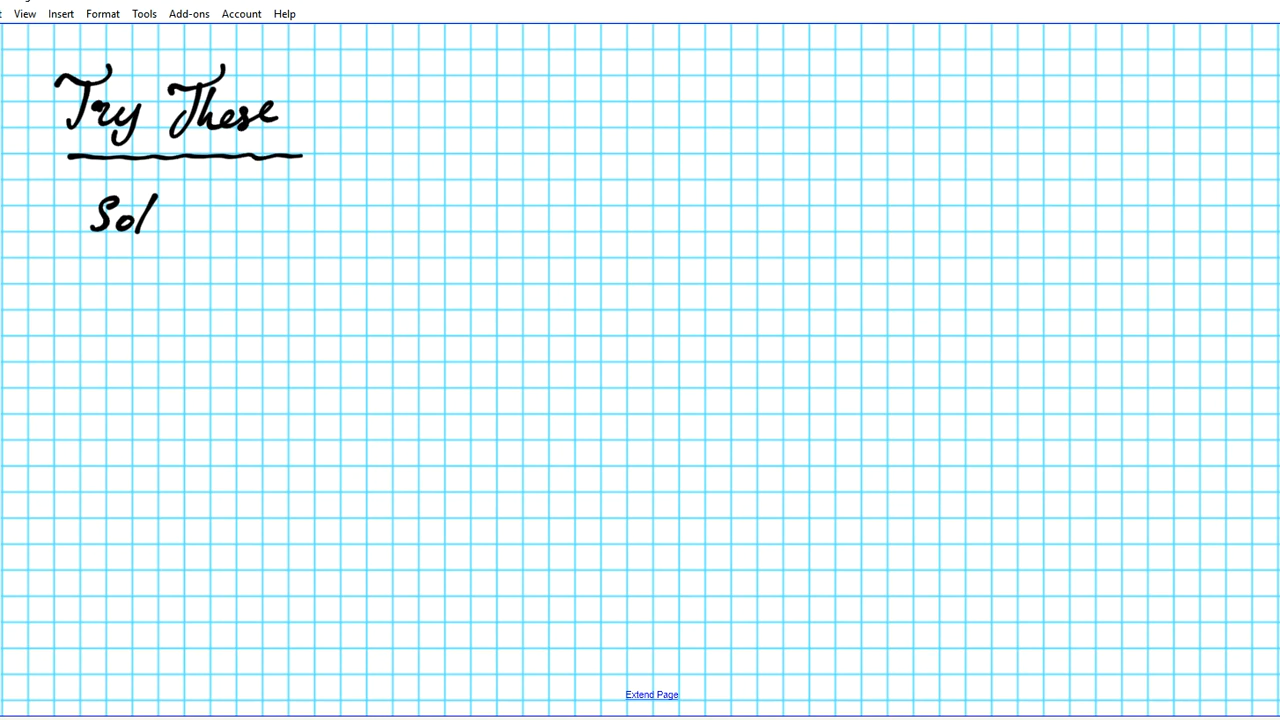 View Insert Format Tools Add-ons Account Help
Try These
Sol
Extend Page